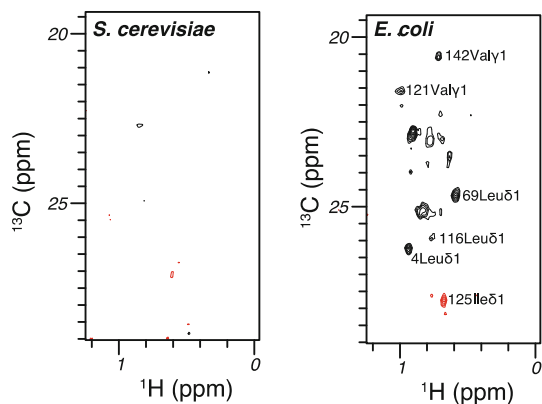 S. cerevisiae
20
25
¹³C (ppm)
1
0
¹H (ppm)
E. coli
20
25
¹³C (ppm)
142Valγ1
121Valγ1
69Leuδ1
116Leuδ1
4Leuδ1
125Ileδ1
1
0
¹H (ppm)